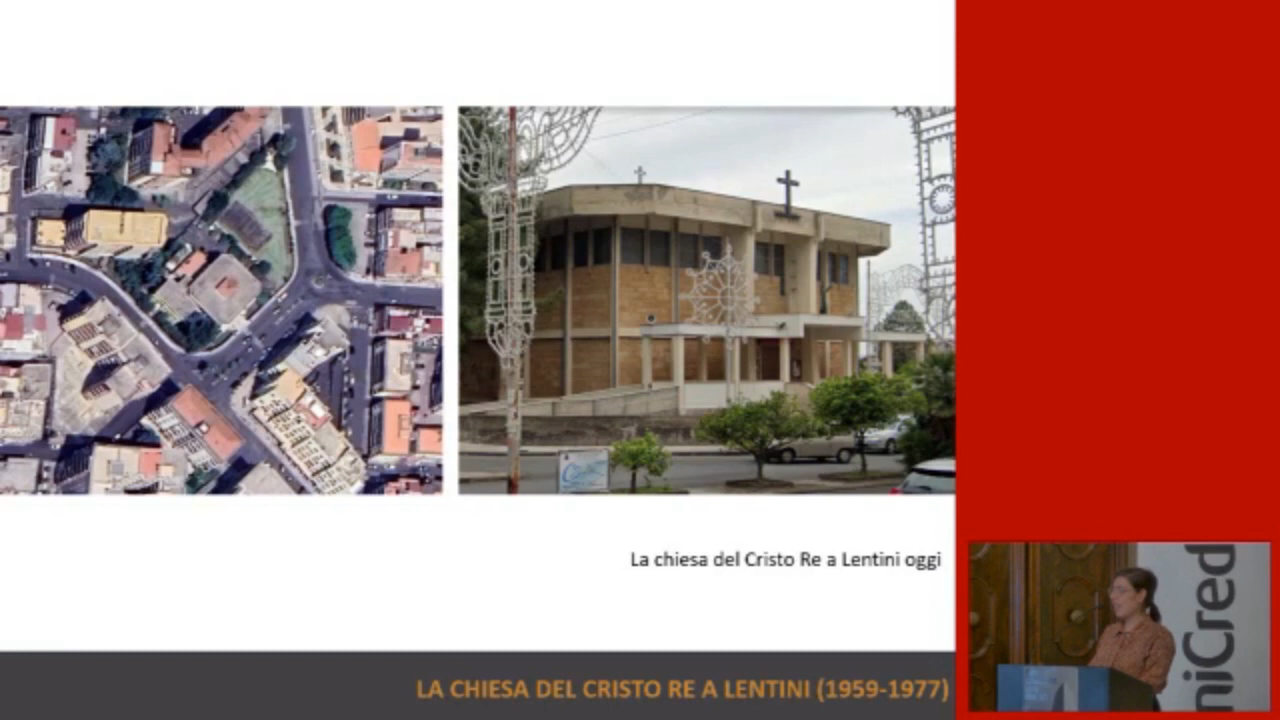 La chiesa del Cristo Re a Lentini oggi
LA CHIESA DEL CRISTO RE A LENTINI (1959-1977)
niCred